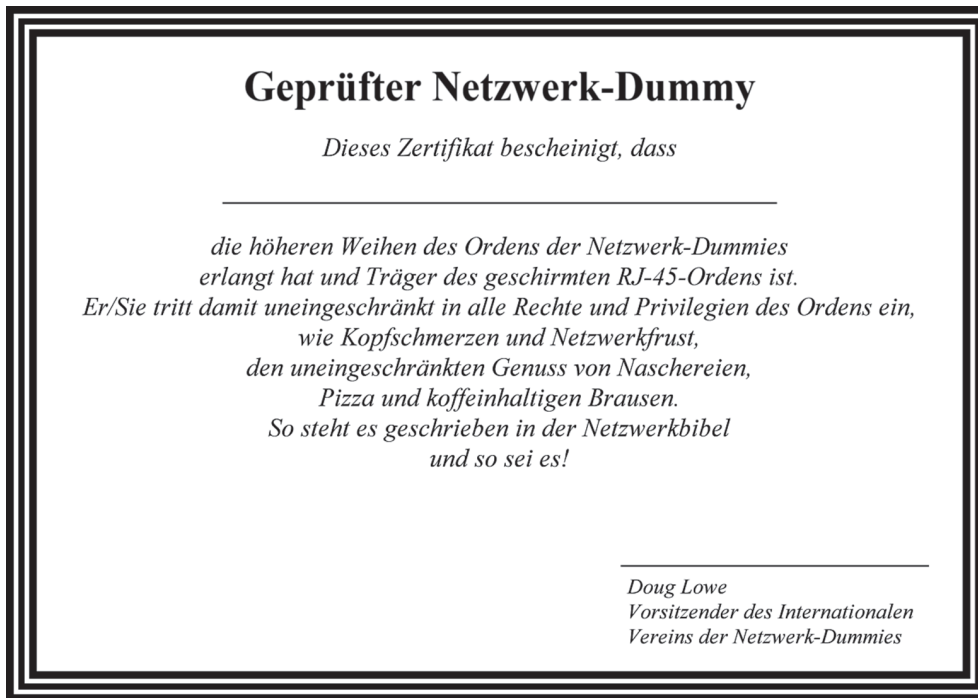 Geprüfter Netzwerk-Dummy
Dieses Zertifikat bescheinigt, dass
die höheren Weihen des Ordens der Netzwerk-Dummies
erlangt hat und Träger des geschirmten RJ-45-Ordens ist.
Er/Sie tritt damit uneingeschränkt in alle Rechte und Privilegien des Ordens ein,
wie Kopfschmerzen und Netzwerkfrust,
den uneingeschränkten Genuss von Naschereien,
Pizza und koffeinhaltigen Brausen.
So steht es geschrieben in der Netzwerkbibel
und so sei es!
Doug Lowe
Vorsitzender des Internationalen
Vereins der Netzwerk-Dummies